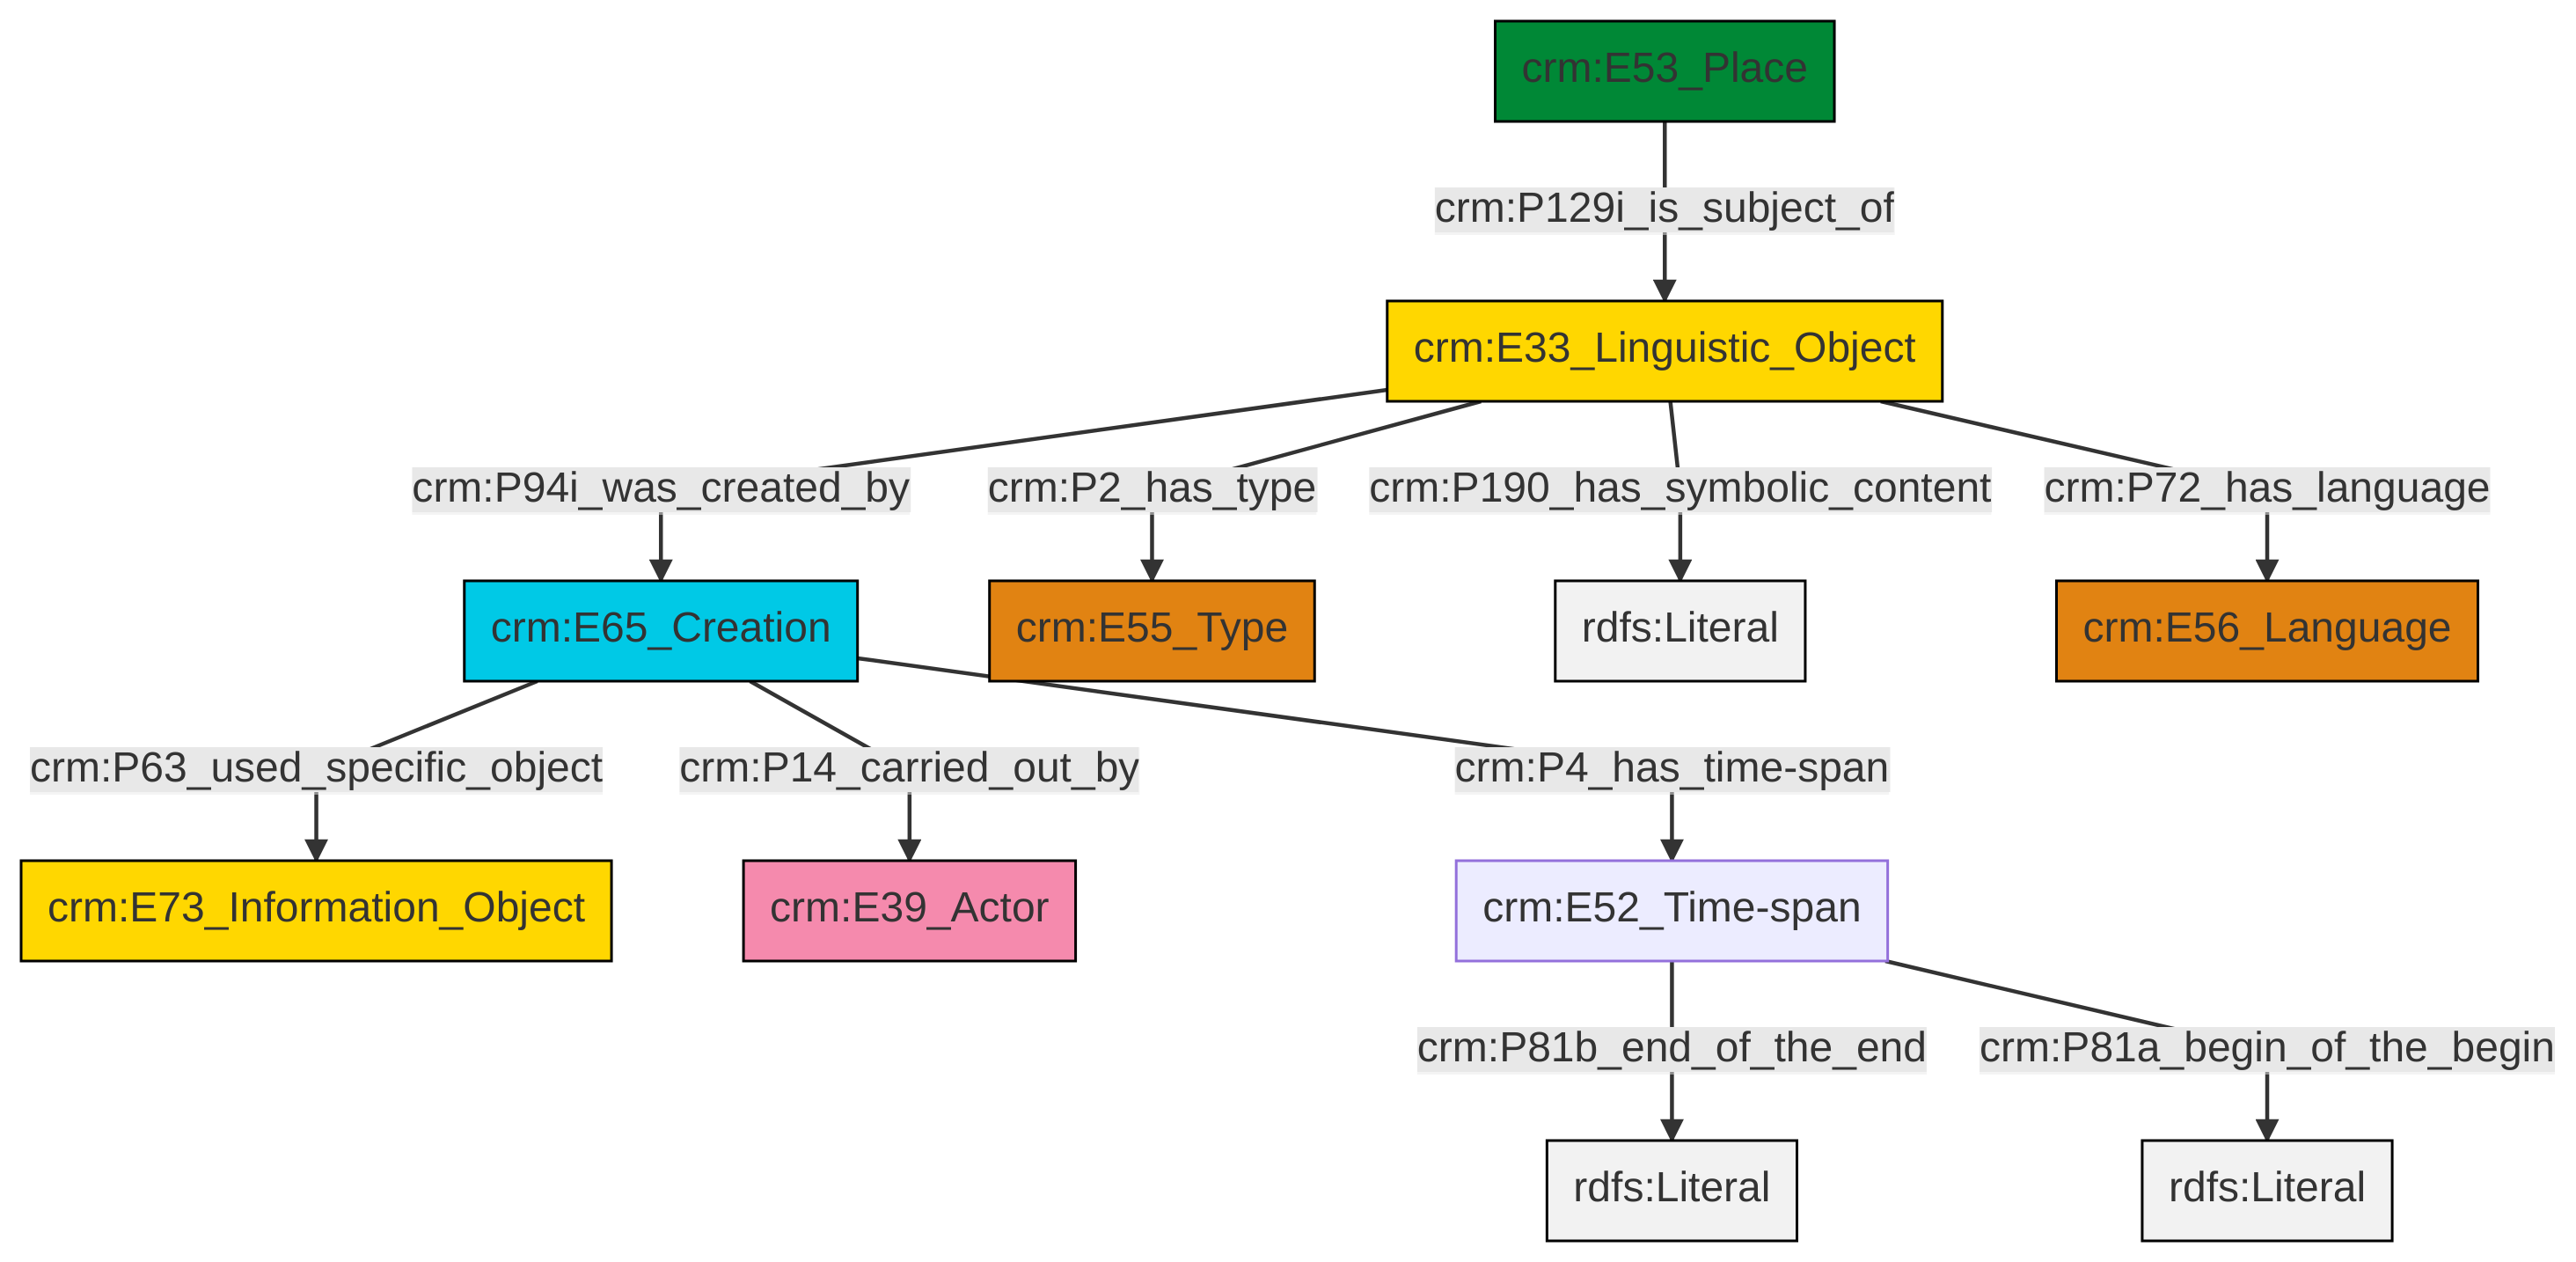 crm:E53_Place
crm:P129i_is_subject_of
crm:E33_Linguistic_Object
crm:P94i_was_created_by
crm:P2_has_type
crm:P190_has_symbolic_content
crm:P72_has_language
crm:E65_Creation
crm:E55_Type
rdfs:Literal
crm:E56_Language
crm:P63_used_specific_object
crm:P14_carried_out_by
crm:P4_has_time-span
crm:E73_Information_Object
crm:E39_Actor
crm:E52_Time-span
crm:P81b_end_of_the_end
crm:P81a_begin_of_the_begin
rdfs:Literal
rdfs:Literal